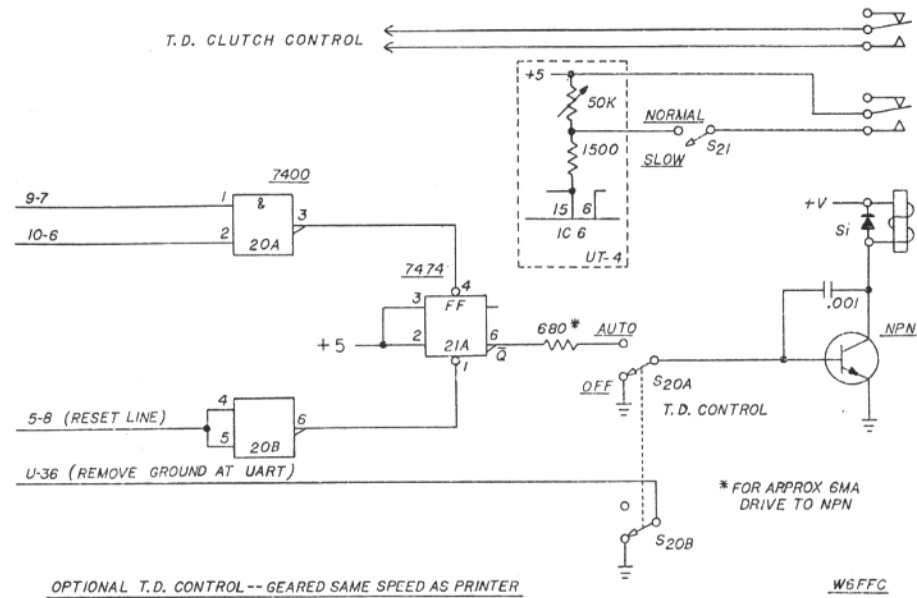 T.D. CLUTCH CONTROL
+5
50K
NORMAL
1500
SLOW
S21
15 6
IC 6
UT-4
+V
Si
7400
9-7
1
&
3
10-6
2
20A
7474
4
3
FF
+5
2
21A
6
Q̅
1
680*
AUTO
.001
NPN
OFF
S20A
T.D. CONTROL
5-8 (RESET LINE)
4
5
20B
6
U-36 (REMOVE GROUND AT UART)
*FOR APPROX 6MA
DRIVE TO NPN
S20B
OPTIONAL T.D. CONTROL--GEARED SAME SPEED AS PRINTER
W6FFC